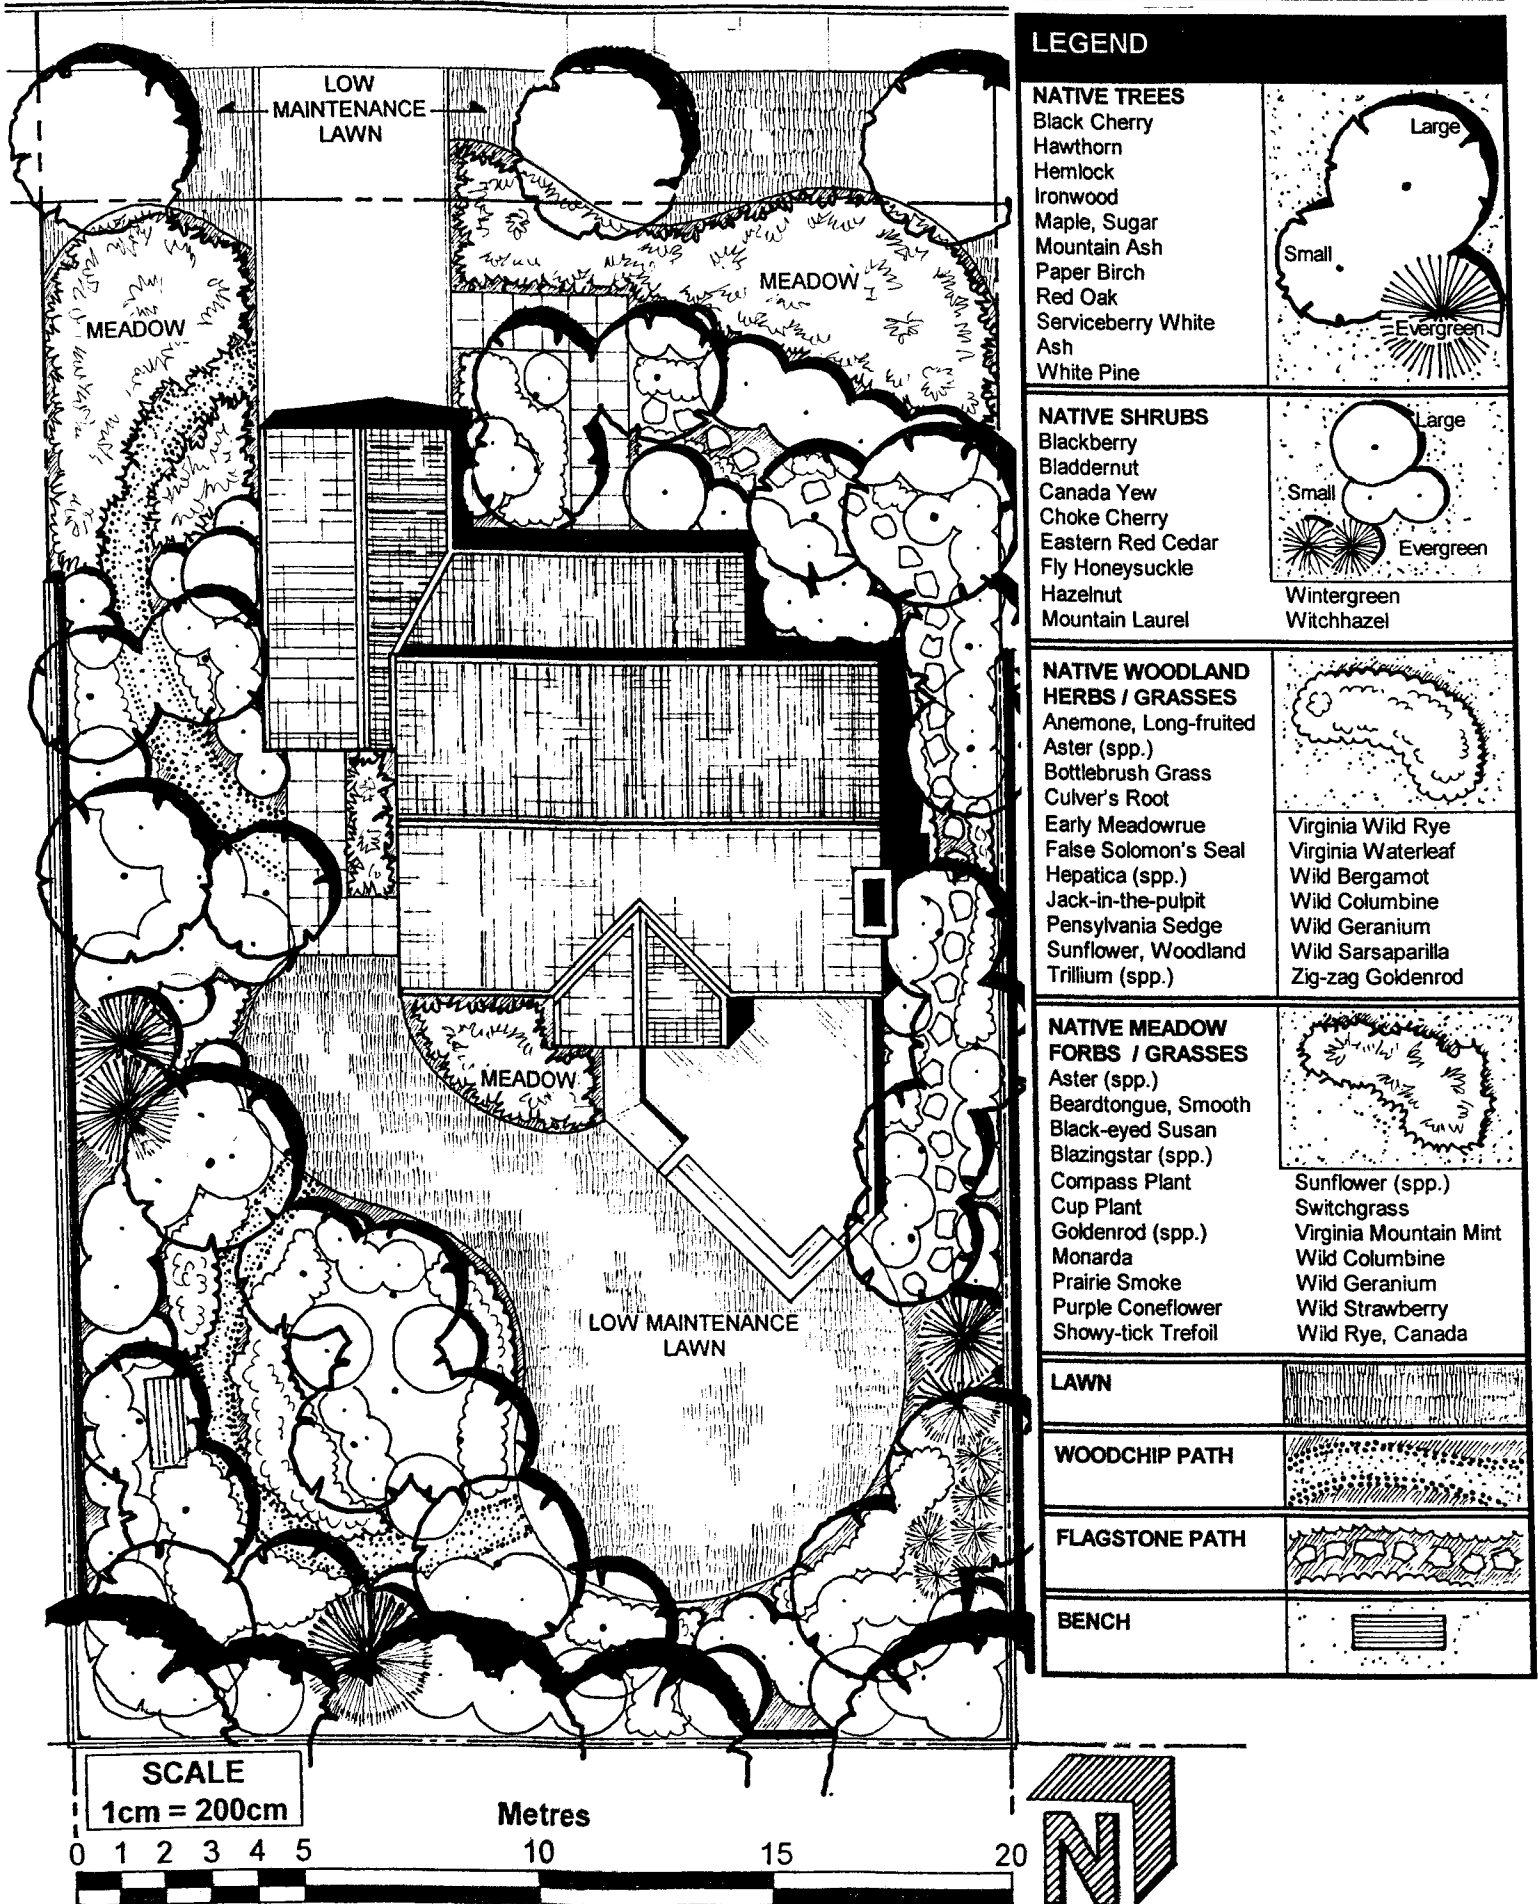 LOW
MAINTENANCE
LAWN
MEADOW
MEADOW
MEADOW
LOW MAINTENANCE
LAWN
LEGEND
NATIVE TREES
Black Cherry
Hawthorn
Hemlock
Ironwood
Maple, Sugar
Mountain Ash
Paper Birch
Red Oak
Serviceberry White
Ash
White Pine
Large
Small
Evergreen
NATIVE SHRUBS
Blackberry
Bladdernut
Canada Yew
Choke Cherry
Eastern Red Cedar
Fly Honeysuckle
Hazelnut
Mountain Laurel
Large
Small
Evergreen
Wintergreen
Witchhazel
NATIVE WOODLAND
HERBS / GRASSES
Anemone, Long-fruited
Aster (spp.)
Bottlebrush Grass
Culver's Root
Early Meadowrue
False Solomon's Seal
Hepatica (spp.)
Jack-in-the-pulpit
Pensylvania Sedge
Sunflower, Woodland
Trillium (spp.)
Virginia Wild Rye
Virginia Waterleaf
Wild Bergamot
Wild Columbine
Wild Geranium
Wild Sarsaparilla
Zig-zag Goldenrod
NATIVE MEADOW
FORBS / GRASSES
Aster (spp.)
Beardtongue, Smooth
Black-eyed Susan
Blazingstar (spp.)
Compass Plant
Cup Plant
Goldenrod (spp.)
Monarda
Prairie Smoke
Purple Coneflower
Showy-tick Trefoil
Sunflower (spp.)
Switchgrass
Virginia Mountain Mint
Wild Columbine
Wild Geranium
Wild Strawberry
Wild Rye, Canada
LAWN
WOODCHIP PATH
FLAGSTONE PATH
BENCH
SCALE
1cm = 200cm
Metres
0 1 2 3 4 5 10 15 20
N